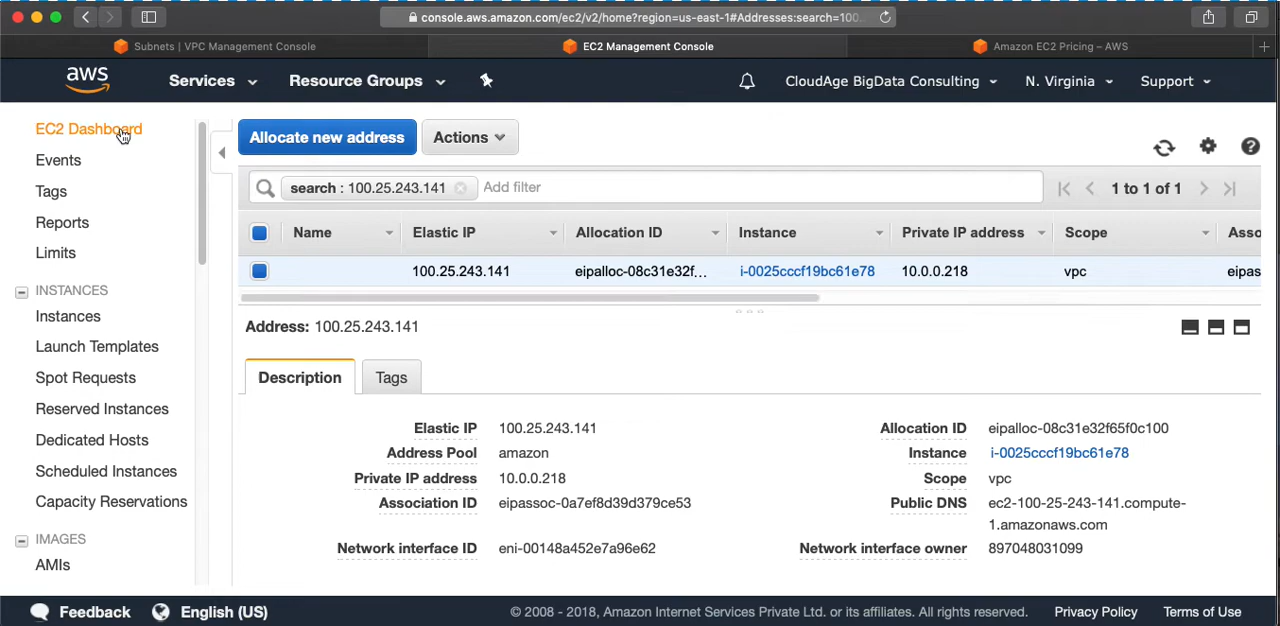 console.aws.amazon.com/ec2/v2/home?region=us-east-1#Addresses:search=100...
Subnets | VPC Management Console
EC2 Management Console
Amazon EC2 Pricing – AWS
aws
Services
Resource Groups
CloudAge BigData Consulting
N. Virginia
Support
EC2 Dashboard
Events
Tags
Reports
Limits
INSTANCES
Instances
Launch Templates
Spot Requests
Reserved Instances
Dedicated Hosts
Scheduled Instances
Capacity Reservations
IMAGES
AMIs
Allocate new address
Actions
search : 100.25.243.141
Add filter
1 to 1 of 1
Name Elastic IP Allocation ID Instance Private IP address Scope Asso
100.25.243.141 eipalloc-08c31e32f... i-0025cccf19bc61e78 10.0.0.218 vpc eipas
Address: 100.25.243.141
Description
Tags
Elastic IP 100.25.243.141
Address Pool amazon
Private IP address 10.0.0.218
Association ID eipassoc-0a7ef8d39d379ce53
Network interface ID eni-00148a452e7a96e62
Allocation ID eipalloc-08c31e32f65f0c100
Instance i-0025cccf19bc61e78
Scope vpc
Public DNS ec2-100-25-243-141.compute-
1.amazonaws.com
Network interface owner 897048031099
Feedback
English (US)
© 2008 - 2018, Amazon Internet Services Private Ltd. or its affiliates. All rights reserved.
Privacy Policy
Terms of Use